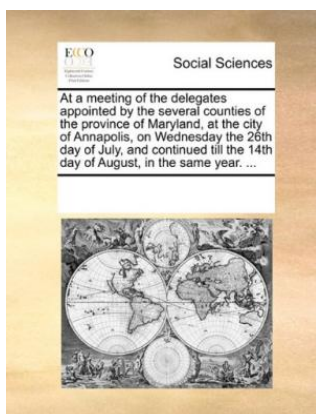 ECCO
Social Sciences
At a meeting of the delegates
appointed by the several counties of
the province of Maryland, at the city
of Annapolis, on Wednesday the 26th
day of July, and continued till the 14th
day of August, in the same year. ...